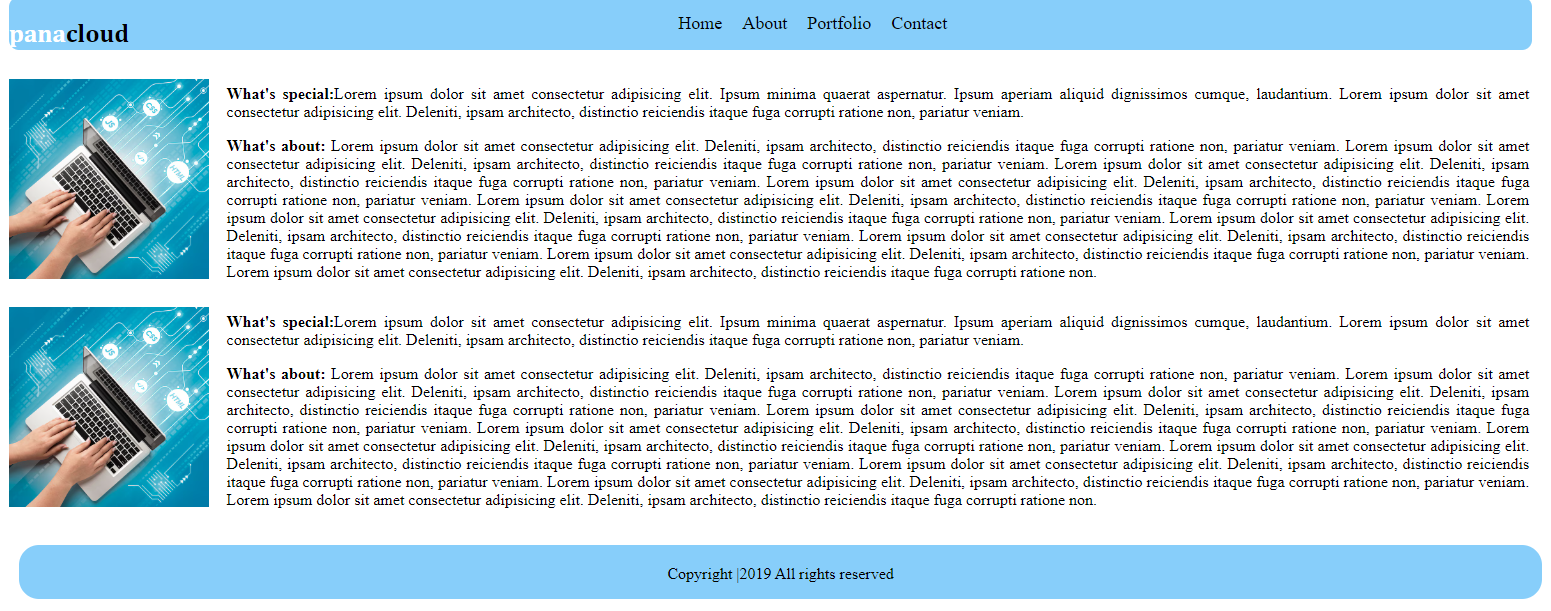 panacloud
Home About Portfolio Contact
What's special:Lorem ipsum dolor sit amet consectetur adipisicing elit. Ipsum minima quaerat aspernatur. Ipsum aperiam aliquid dignissimos cumque, laudantium. Lorem ipsum dolor sit amet
consectetur adipisicing elit. Deleniti, ipsam architecto, distinctio reiciendis itaque fuga corrupti ratione non, pariatur veniam.
What's about: Lorem ipsum dolor sit amet consectetur adipisicing elit. Deleniti, ipsam architecto, distinctio reiciendis itaque fuga corrupti ratione non, pariatur veniam. Lorem ipsum dolor sit amet
consectetur adipisicing elit. Deleniti, ipsam architecto, distinctio reiciendis itaque fuga corrupti ratione non, pariatur veniam. Lorem ipsum dolor sit amet consectetur adipisicing elit. Deleniti, ipsam
architecto, distinctio reiciendis itaque fuga corrupti ratione non, pariatur veniam. Lorem ipsum dolor sit amet consectetur adipisicing elit. Deleniti, ipsam architecto, distinctio reiciendis itaque fuga
corrupti ratione non, pariatur veniam. Lorem ipsum dolor sit amet consectetur adipisicing elit. Deleniti, ipsam architecto, distinctio reiciendis itaque fuga corrupti ratione non, pariatur veniam. Lorem
ipsum dolor sit amet consectetur adipisicing elit. Deleniti, ipsam architecto, distinctio reiciendis itaque fuga corrupti ratione non, pariatur veniam. Lorem ipsum dolor sit amet consectetur adipisicing elit.
Deleniti, ipsam architecto, distinctio reiciendis itaque fuga corrupti ratione non, pariatur veniam. Lorem ipsum dolor sit amet consectetur adipisicing elit. Deleniti, ipsam architecto, distinctio reiciendis
itaque fuga corrupti ratione non, pariatur veniam. Lorem ipsum dolor sit amet consectetur adipisicing elit. Deleniti, ipsam architecto, distinctio reiciendis itaque fuga corrupti ratione non, pariatur veniam.
Lorem ipsum dolor sit amet consectetur adipisicing elit. Deleniti, ipsam architecto, distinctio reiciendis itaque fuga corrupti ratione non.
CSS
JS
HTML
What's special:Lorem ipsum dolor sit amet consectetur adipisicing elit. Ipsum minima quaerat aspernatur. Ipsum aperiam aliquid dignissimos cumque, laudantium. Lorem ipsum dolor sit amet
consectetur adipisicing elit. Deleniti, ipsam architecto, distinctio reiciendis itaque fuga corrupti ratione non, pariatur veniam.
What's about: Lorem ipsum dolor sit amet consectetur adipisicing elit. Deleniti, ipsam architecto, distinctio reiciendis itaque fuga corrupti ratione non, pariatur veniam. Lorem ipsum dolor sit amet
consectetur adipisicing elit. Deleniti, ipsam architecto, distinctio reiciendis itaque fuga corrupti ratione non, pariatur veniam. Lorem ipsum dolor sit amet consectetur adipisicing elit. Deleniti, ipsam
architecto, distinctio reiciendis itaque fuga corrupti ratione non, pariatur veniam. Lorem ipsum dolor sit amet consectetur adipisicing elit. Deleniti, ipsam architecto, distinctio reiciendis itaque fuga
corrupti ratione non, pariatur veniam. Lorem ipsum dolor sit amet consectetur adipisicing elit. Deleniti, ipsam architecto, distinctio reiciendis itaque fuga corrupti ratione non, pariatur veniam. Lorem
ipsum dolor sit amet consectetur adipisicing elit. Deleniti, ipsam architecto, distinctio reiciendis itaque fuga corrupti ratione non, pariatur veniam. Lorem ipsum dolor sit amet consectetur adipisicing elit.
Deleniti, ipsam architecto, distinctio reiciendis itaque fuga corrupti ratione non, pariatur veniam. Lorem ipsum dolor sit amet consectetur adipisicing elit. Deleniti, ipsam architecto, distinctio reiciendis
itaque fuga corrupti ratione non, pariatur veniam. Lorem ipsum dolor sit amet consectetur adipisicing elit. Deleniti, ipsam architecto, distinctio reiciendis itaque fuga corrupti ratione non, pariatur veniam.
Lorem ipsum dolor sit amet consectetur adipisicing elit. Deleniti, ipsam architecto, distinctio reiciendis itaque fuga corrupti ratione non.
CSS
JS
HTML
Copyright |2019 All rights reserved